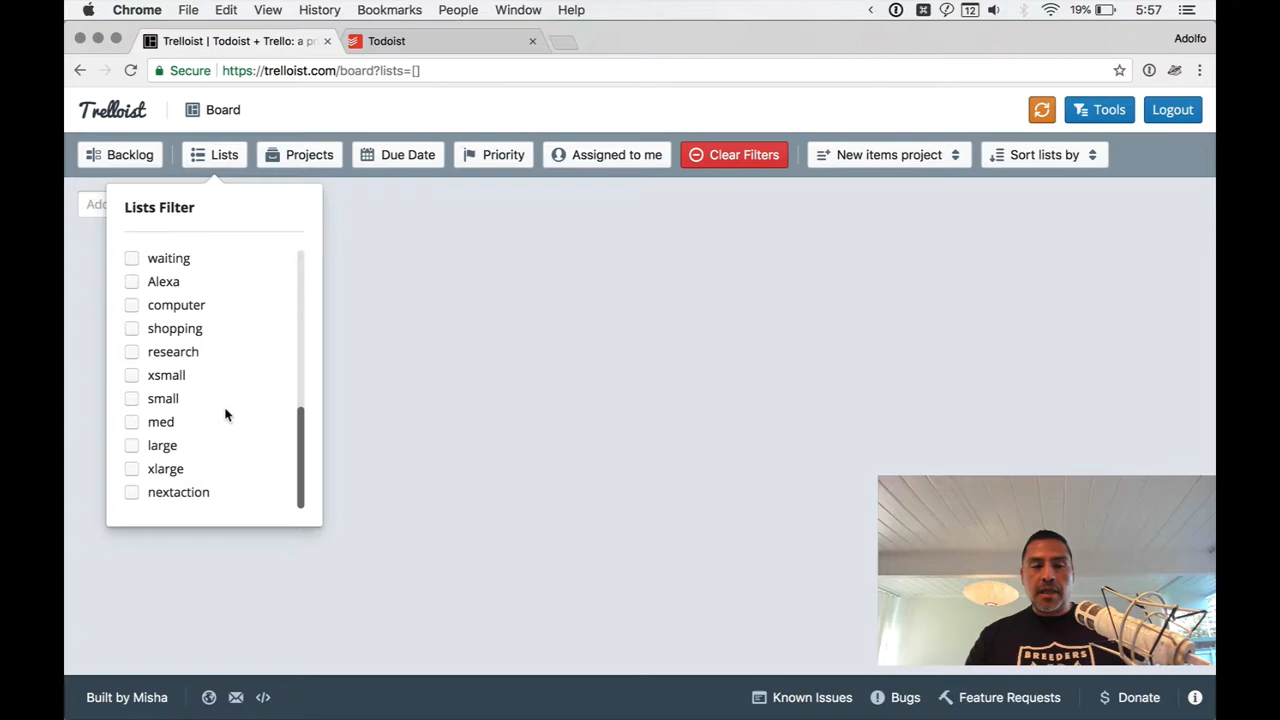 Chrome File Edit View History Bookmarks People Window Help 12 19% 5:57
Trelloist | Todoist + Trello: a pr Todoist Adolfo
Secure https://trelloist.com/board?lists=[]
Trelloist Board Tools Logout
Backlog Lists Projects Due Date Priority Assigned to me Clear Filters New items project Sort lists by
Lists Filter
Add
waiting
Alexa
computer
shopping
research
xsmall
small
med
large
xlarge
nextaction
BREEDERS
Built by Misha Known Issues Bugs Feature Requests Donate